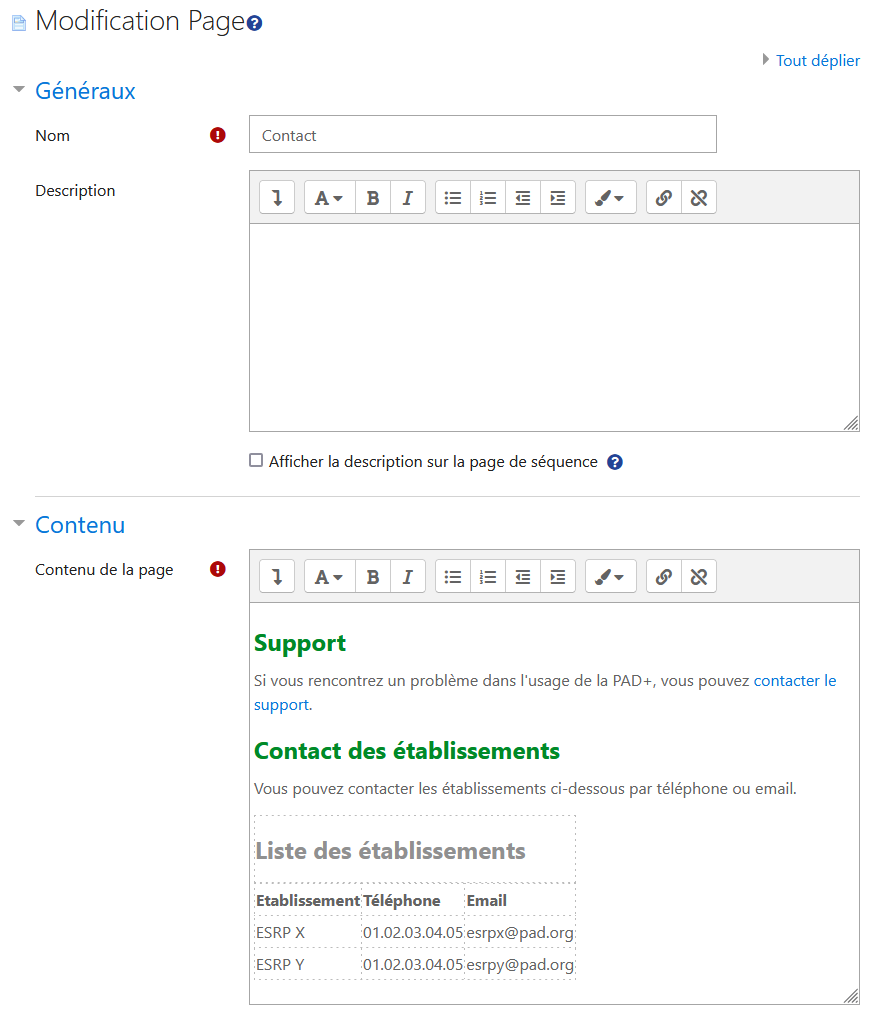 Modification Page
Tout déplier
Généraux
Nom
Contact
Description
A B I
Afficher la description sur la page de séquence
Contenu
Contenu de la page
A B I
Support
Si vous rencontrez un problème dans l'usage de la PAD+, vous pouvez contacter le
support.
Contact des établissements
Vous pouvez contacter les établissements ci-dessous par téléphone ou email.
Liste des établissements
Etablissement Téléphone Email
ESRP X 01.02.03.04.05 esrpx@pad.org
ESRP Y 01.02.03.04.05 esrpy@pad.org